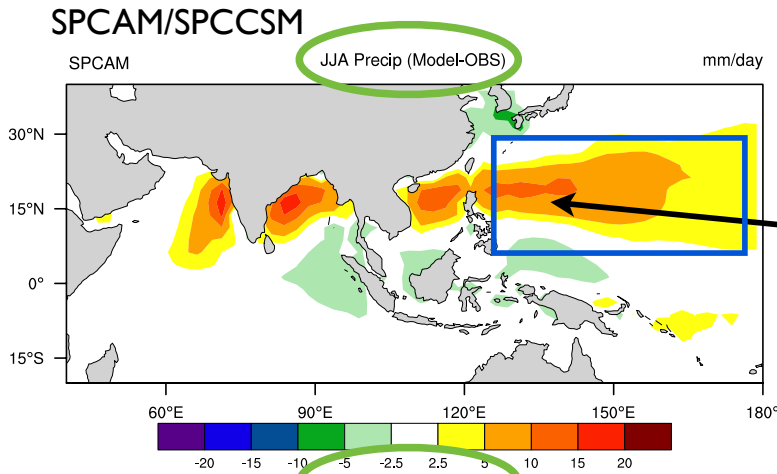 SPCAM/SPCCSM
SPCAM JJA Precip (Model-OBS) mm/day
30°N
15°N
0°
15°S
60°E 90°E 120°E 150°E 180°
-20 -15 -10 -5 -2.5 2.5 5 10 15 20